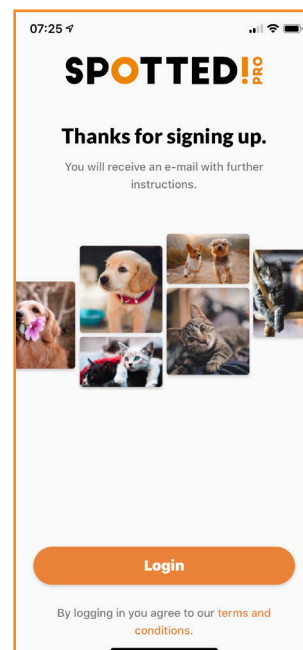 07:25
SPOTTED! PRO
Thanks for signing up.
You will receive an e-mail with further
instructions.
Login
By logging in you agree to our terms and
conditions.